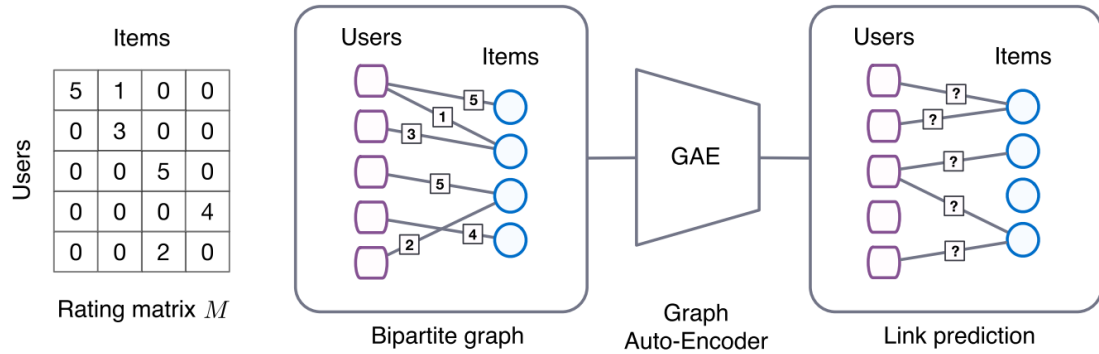 Items
Users
5 1 0 0
0 3 0 0
0 0 5 0
0 0 0 4
0 0 2 0
Rating matrix M
Users
Items
5
1
3
5
4
2
Bipartite graph
GAE
Graph
Auto-Encoder
Users
Items
?
?
?
?
?
Link prediction